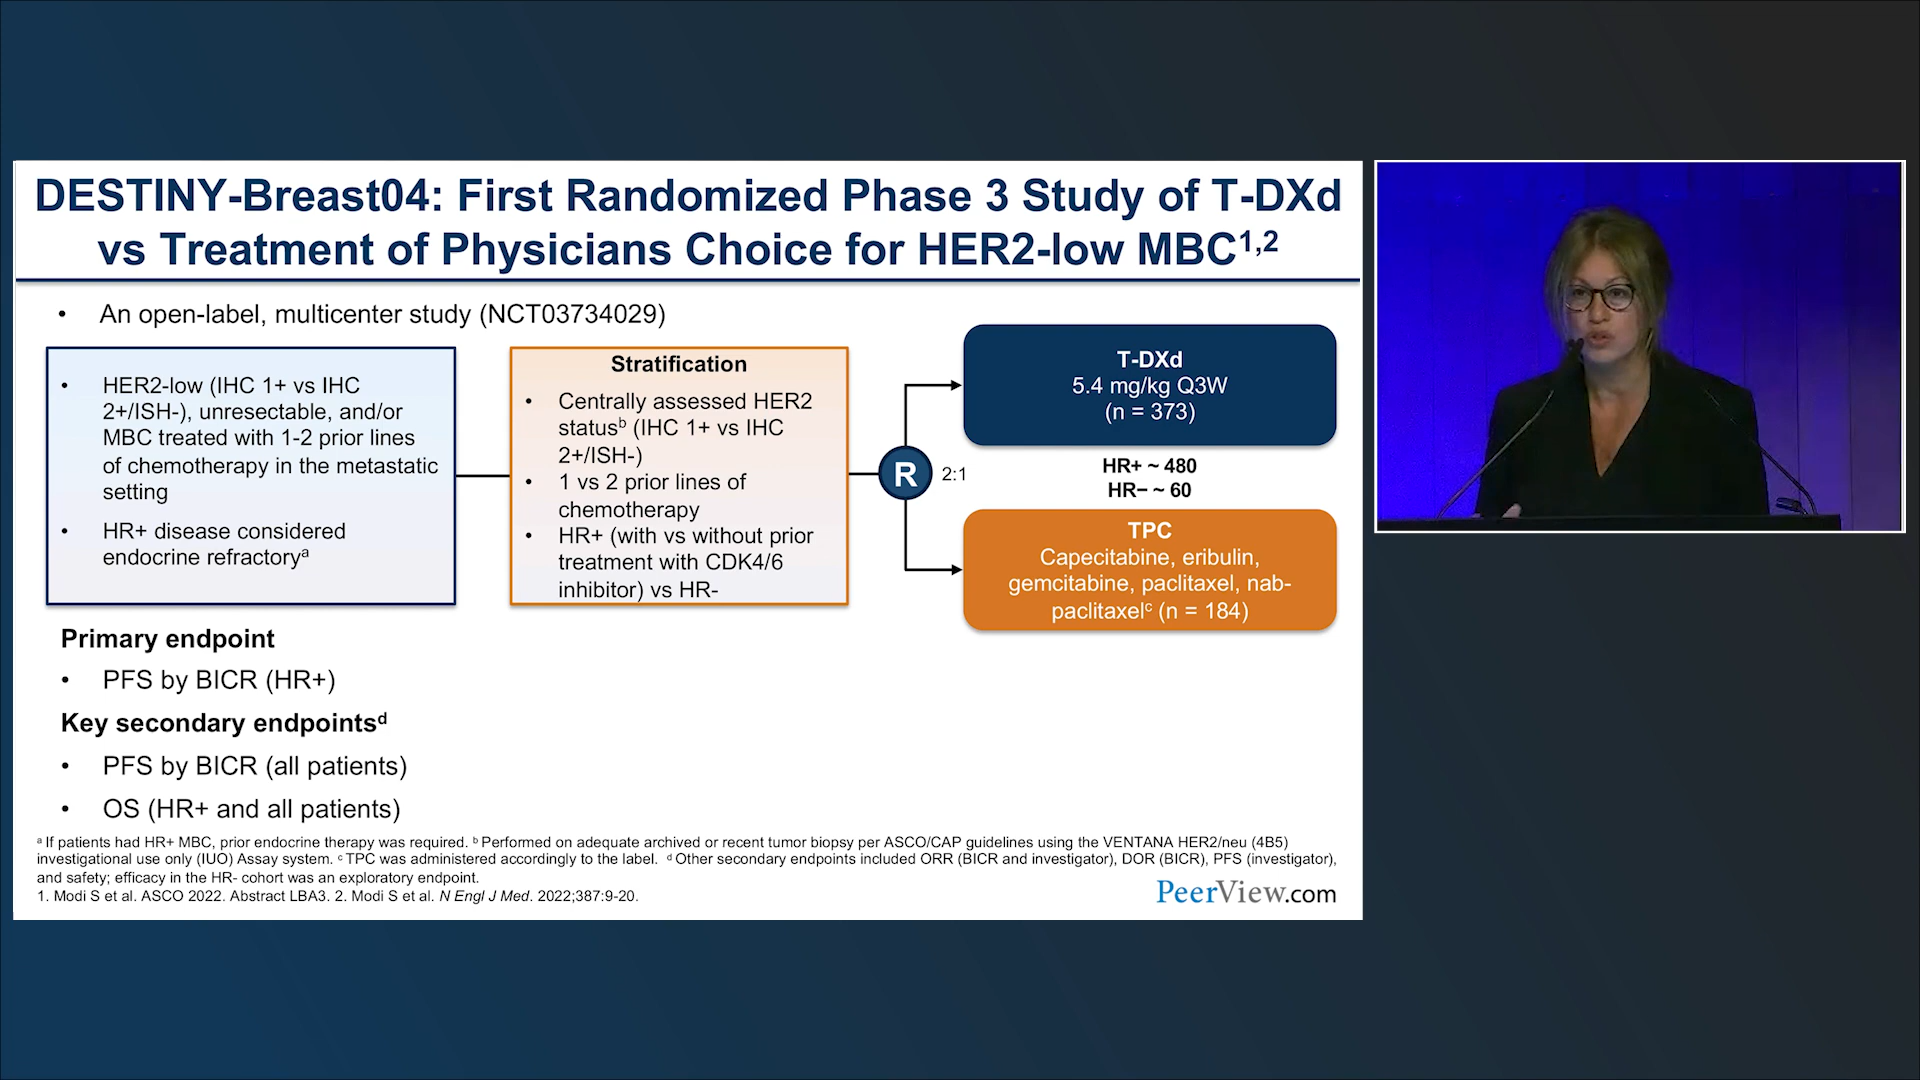 DESTINY-Breast04: First Randomized Phase 3 Study of T-DXd
vs Treatment of Physicians Choice for HER2-low MBC1,2
• An open-label, multicenter study (NCT03734029)
• HER2-low (IHC 1+ vs IHC
2+/ISH-), unresectable, and/or
MBC treated with 1-2 prior lines
of chemotherapy in the metastatic
setting
• HR+ disease considered
endocrine refractorya
Stratification
• Centrally assessed HER2
statusb (IHC 1+ vs IHC
2+/ISH-)
• 1 vs 2 prior lines of
chemotherapy
• HR+ (with vs without prior
treatment with CDK4/6
inhibitor) vs HR-
R
2:1
T-DXd
5.4 mg/kg Q3W
(n = 373)
HR+ ~ 480
HR− ~ 60
TPC
Capecitabine, eribulin,
gemcitabine, paclitaxel, nab-
paclitaxelc (n = 184)
Primary endpoint
• PFS by BICR (HR+)
Key secondary endpointsd
• PFS by BICR (all patients)
• OS (HR+ and all patients)
a If patients had HR+ MBC, prior endocrine therapy was required. b Performed on adequate archived or recent tumor biopsy per ASCO/CAP guidelines using the VENTANA HER2/neu (4B5)
investigational use only (IUO) Assay system. c TPC was administered accordingly to the label. d Other secondary endpoints included ORR (BICR and investigator), DOR (BICR), PFS (investigator),
and safety; efficacy in the HR- cohort was an exploratory endpoint.
1. Modi S et al. ASCO 2022. Abstract LBA3. 2. Modi S et al. N Engl J Med. 2022;387:9-20.
PeerView.com